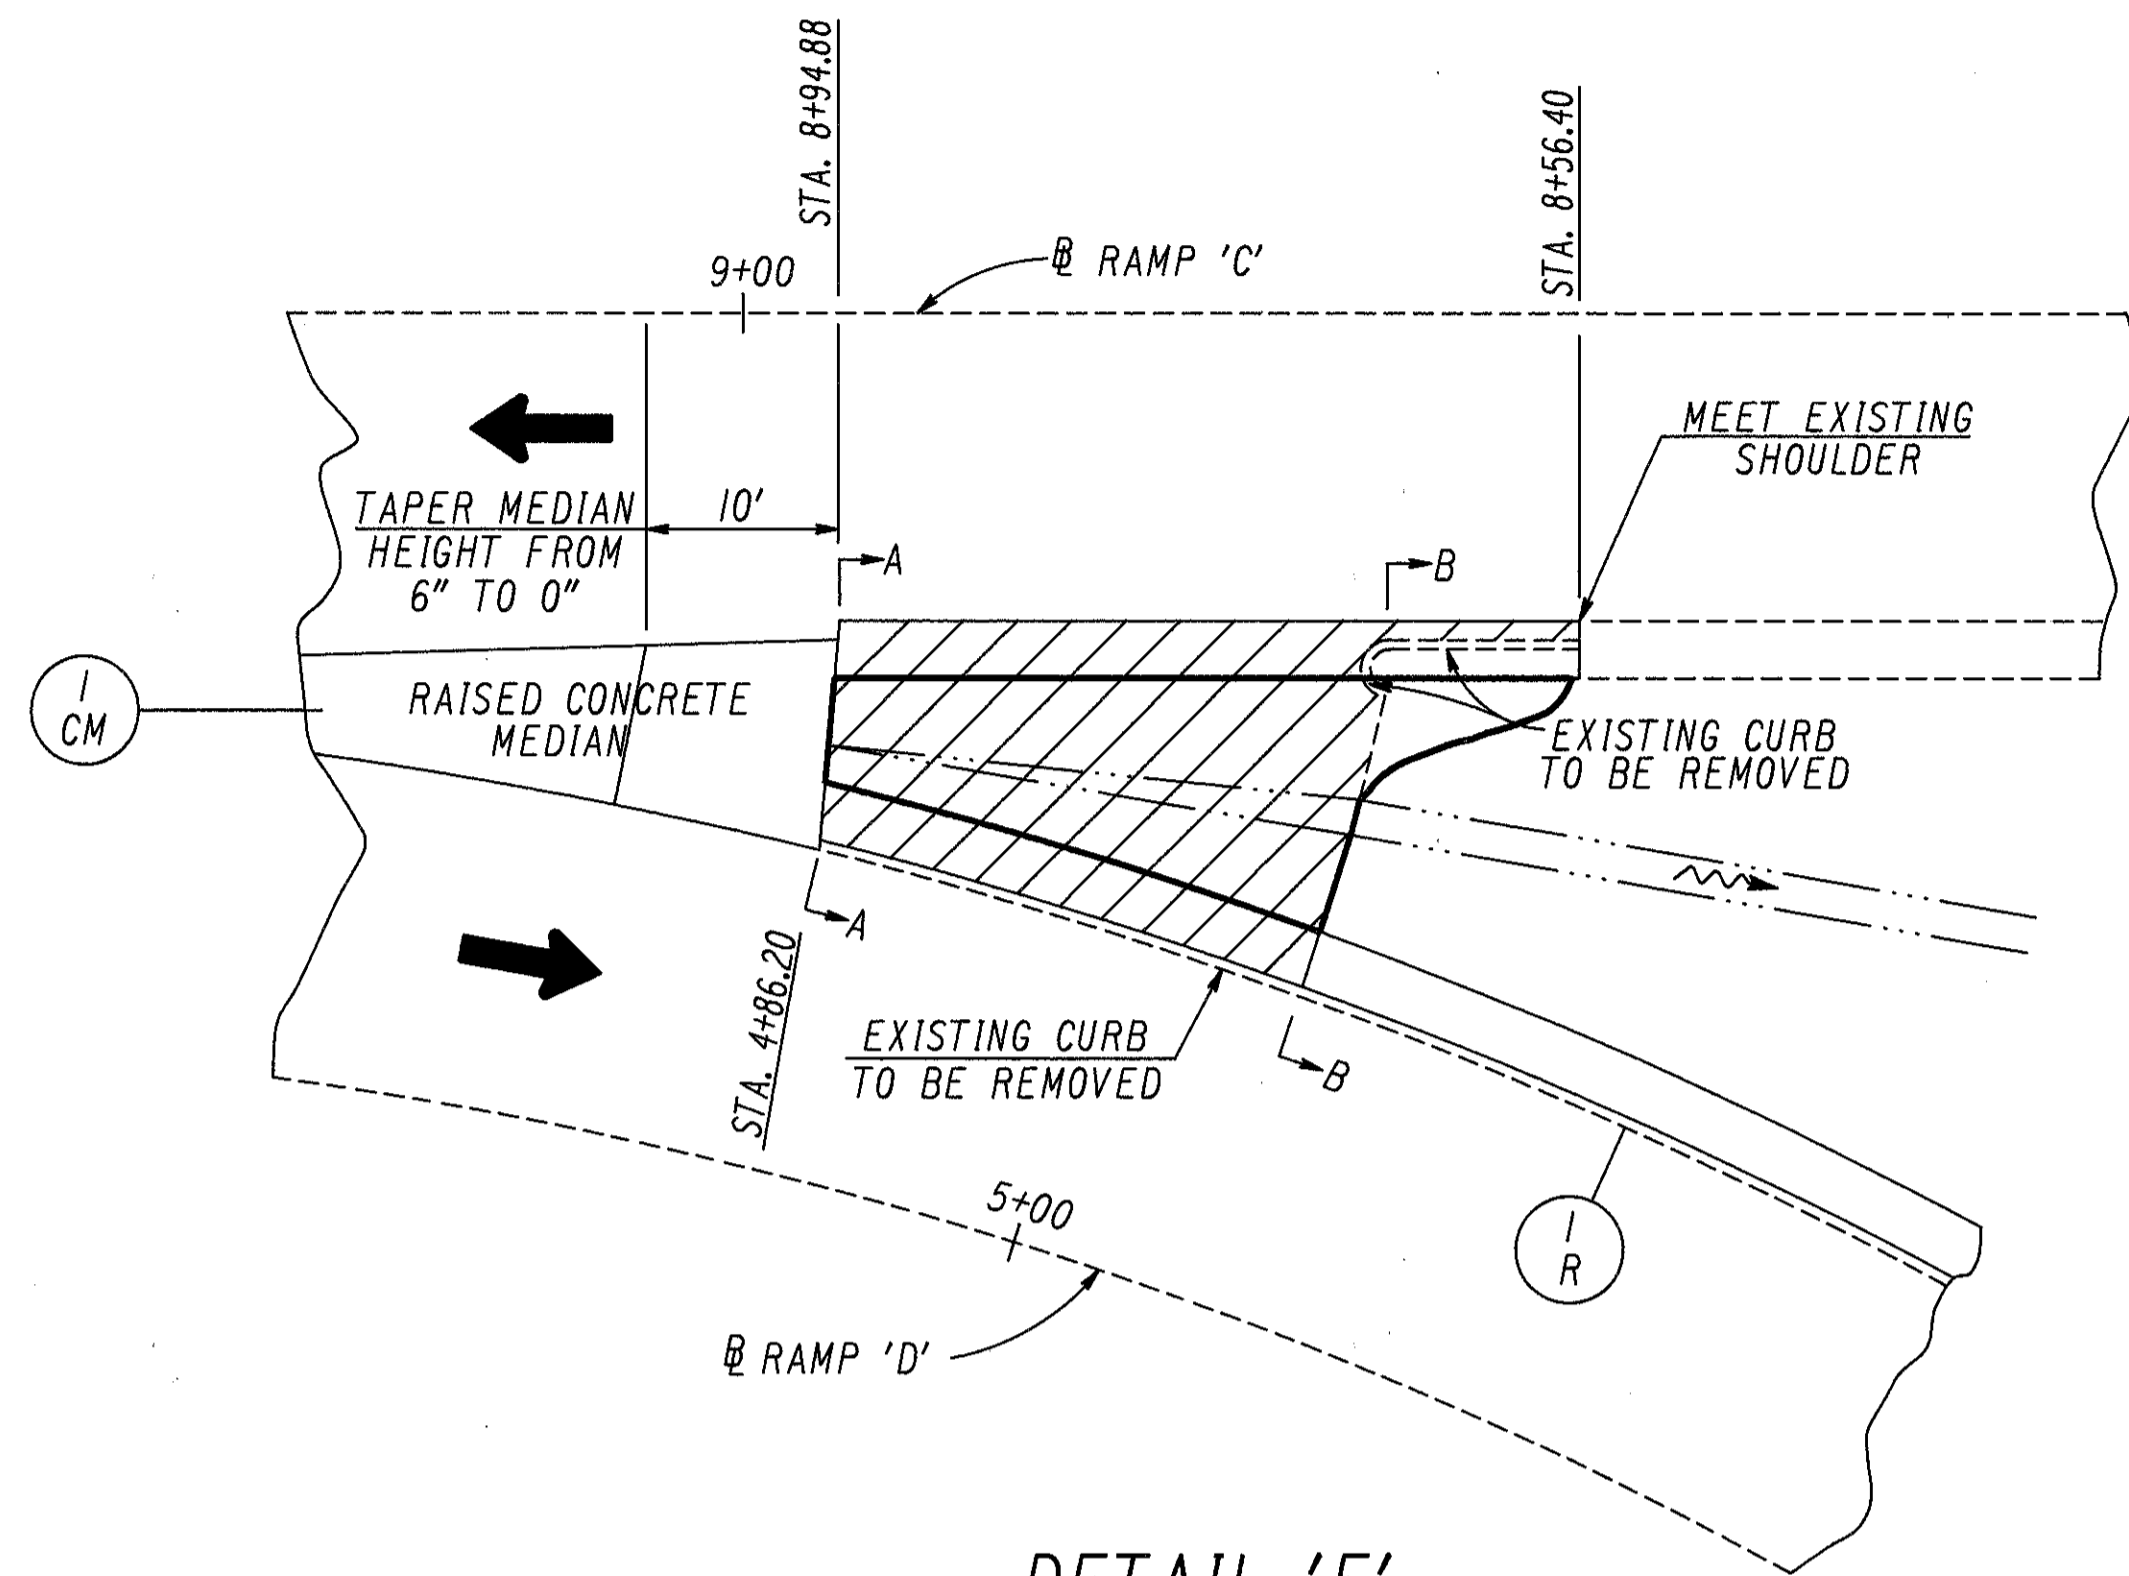 STA. 8+94.88
STA. 8+56.40
9+00
℄ RAMP 'C'
MEET EXISTING
SHOULDER
TAPER MEDIAN
HEIGHT FROM
6" TO 0"
10'
A
B
1
CM
RAISED CONCRETE
MEDIAN
EXISTING CURB
TO BE REMOVED
A
STA. 4+86.20
EXISTING CURB
TO BE REMOVED
B
5+00
1
R
℄ RAMP 'D'